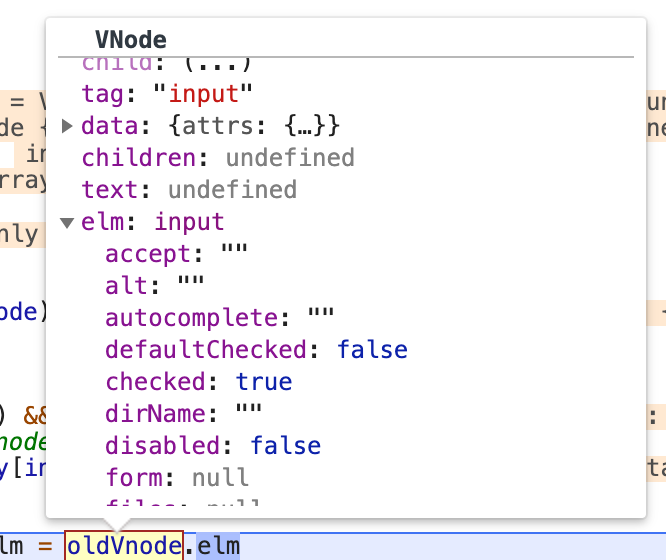 VNode
child: (...)
= V
un
tag: "input"
de {
ne
data: {attrs: {…}}
in
children: undefined
rray
text: undefined
nly
elm: input
accept: ""
alt: ""
ode)
{
autocomplete: ""
defaultChecked: false
checked: true
) &&
:
dirName: ""
node
disabled: false
y[in
ta
form: null
files: null
lm = oldVnode.elm